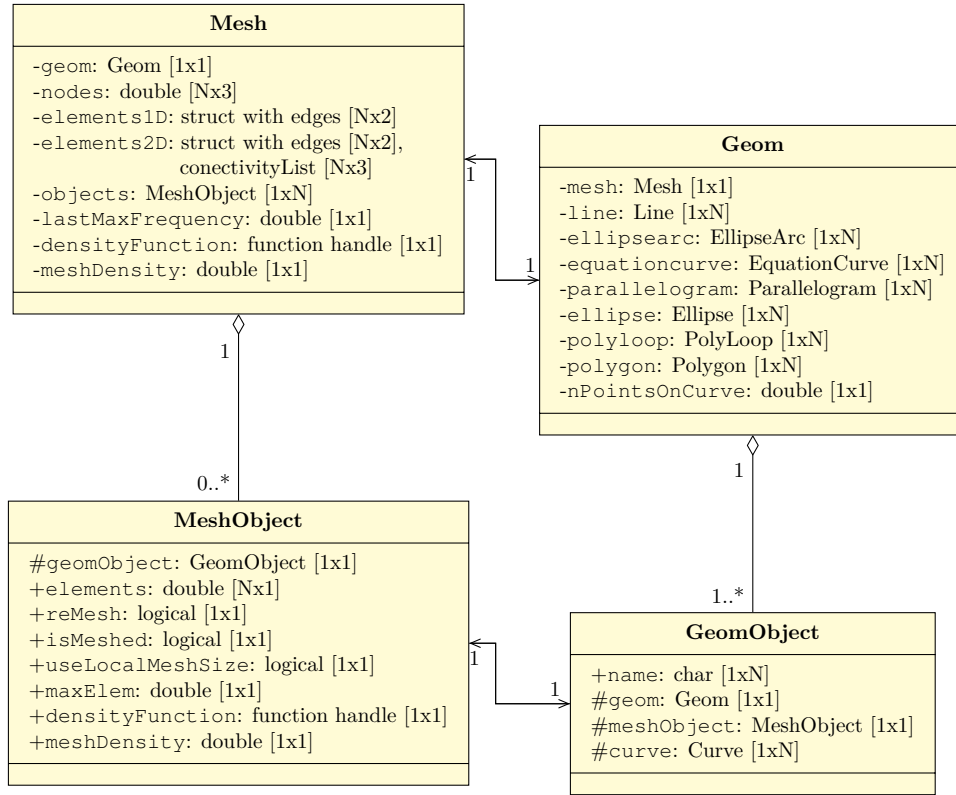 Mesh
-geom: Geom [1x1]
-nodes: double [Nx3]
-elements1D: struct with edges [Nx2]
-elements2D: struct with edges [Nx2],
conectivityList [Nx3]
-objects: MeshObject [1xN]
-lastMaxFrequency: double [1x1]
-densityFunction: function handle [1x1]
-meshDensity: double [1x1]
1
1
Geom
-mesh: Mesh [1x1]
-line: Line [1xN]
-ellipsearc: EllipseArc [1xN]
-equationcurve: EquationCurve [1xN]
-parallelogram: Parallelogram [1xN]
-ellipse: Ellipse [1xN]
-polyloop: PolyLoop [1xN]
-polygon: Polygon [1xN]
-nPointsOnCurve: double [1x1]
1
0..*
1
1..*
MeshObject
#geomObject: GeomObject [1x1]
+elements: double [Nx1]
+reMesh: logical [1x1]
+isMeshed: logical [1x1]
+useLocalMeshSize: logical [1x1]
+maxElem: double [1x1]
+densityFunction: function handle [1x1]
+meshDensity: double [1x1]
1
1
GeomObject
+name: char [1xN]
#geom: Geom [1x1]
#meshObject: MeshObject [1x1]
#curve: Curve [1xN]